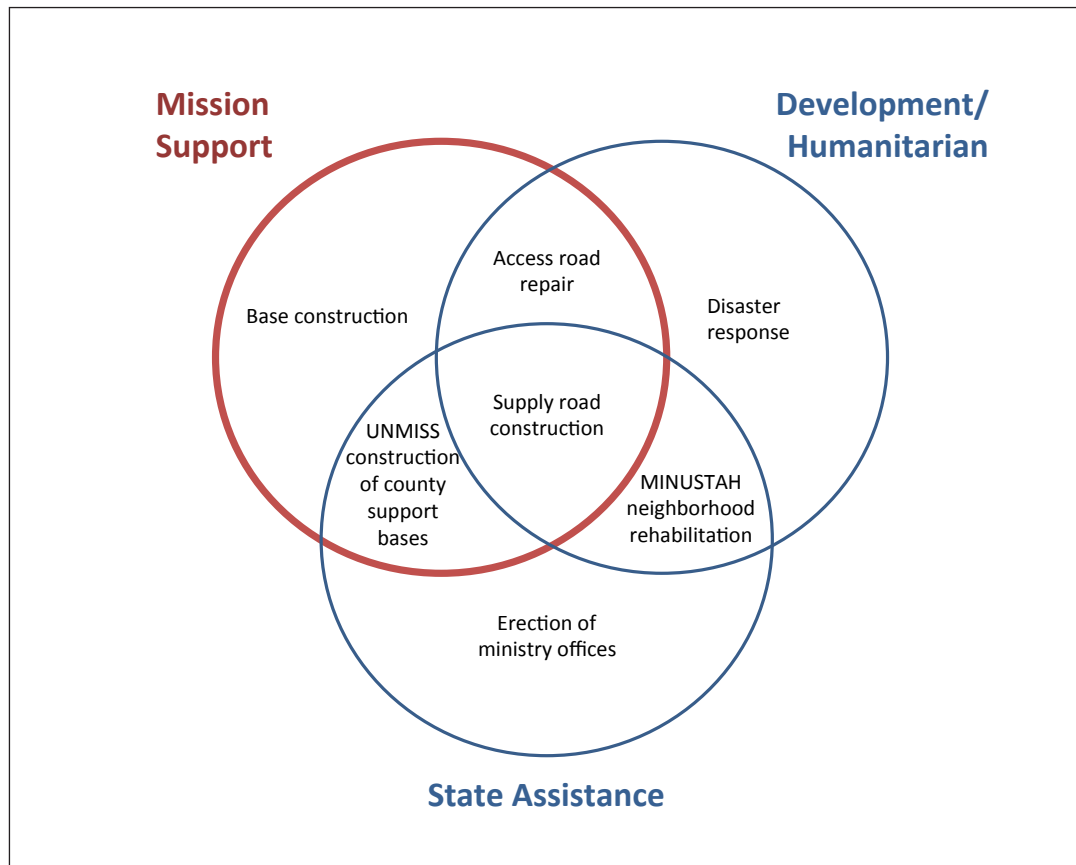 Mission
Support
Development/
Humanitarian
Access road
repair
Base construction
Disaster
response
Supply road
construction
UNMISS
construction
of county
support
bases
MINUSTAH
neighborhood
rehabilitation
Erection of
ministry offices
State Assistance